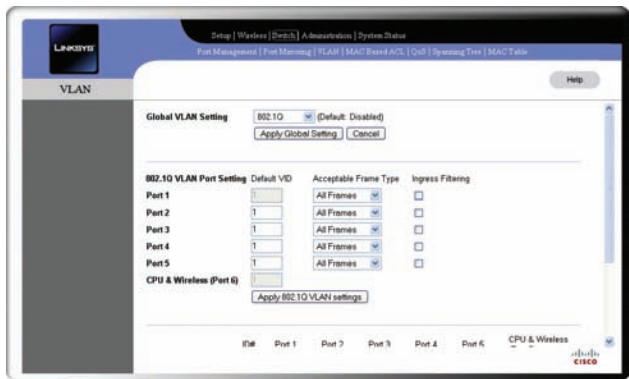 LINKSYS
Setup | Wireless | Switch | Administration | System Status
Port Management | Port Mirroring | VLAN | MAC Based ACL | QoS | Spanning Tree | MAC Table
VLAN
Help
Global VLAN Setting 802.1Q (Default: Disabled)
Apply Global Setting Cancel
802.1Q VLAN Port Setting Default VID Acceptable Frame Type Ingress Filtering
Port 1 1 All Frames
Port 2 1 All Frames
Port 3 1 All Frames
Port 4 1 All Frames
Port 5 1 All Frames
CPU & Wireless (Port 6) 1
Apply 802.1Q VLAN settings
ID# Port 1 Port 2 Port 3 Port 4 Port 5 CPU & Wireless
CISCO